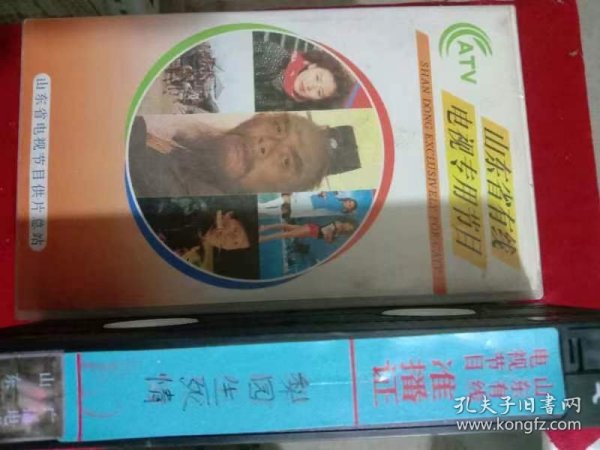 ATV
山东省有线
电视专用节目
SHAN DONG EXCLUSIVELY FOR CATV
山东省电视节目供片总站
山东有线
电视节目
准播证
梨园生死情
孔夫子旧书网
www.kongfz.com